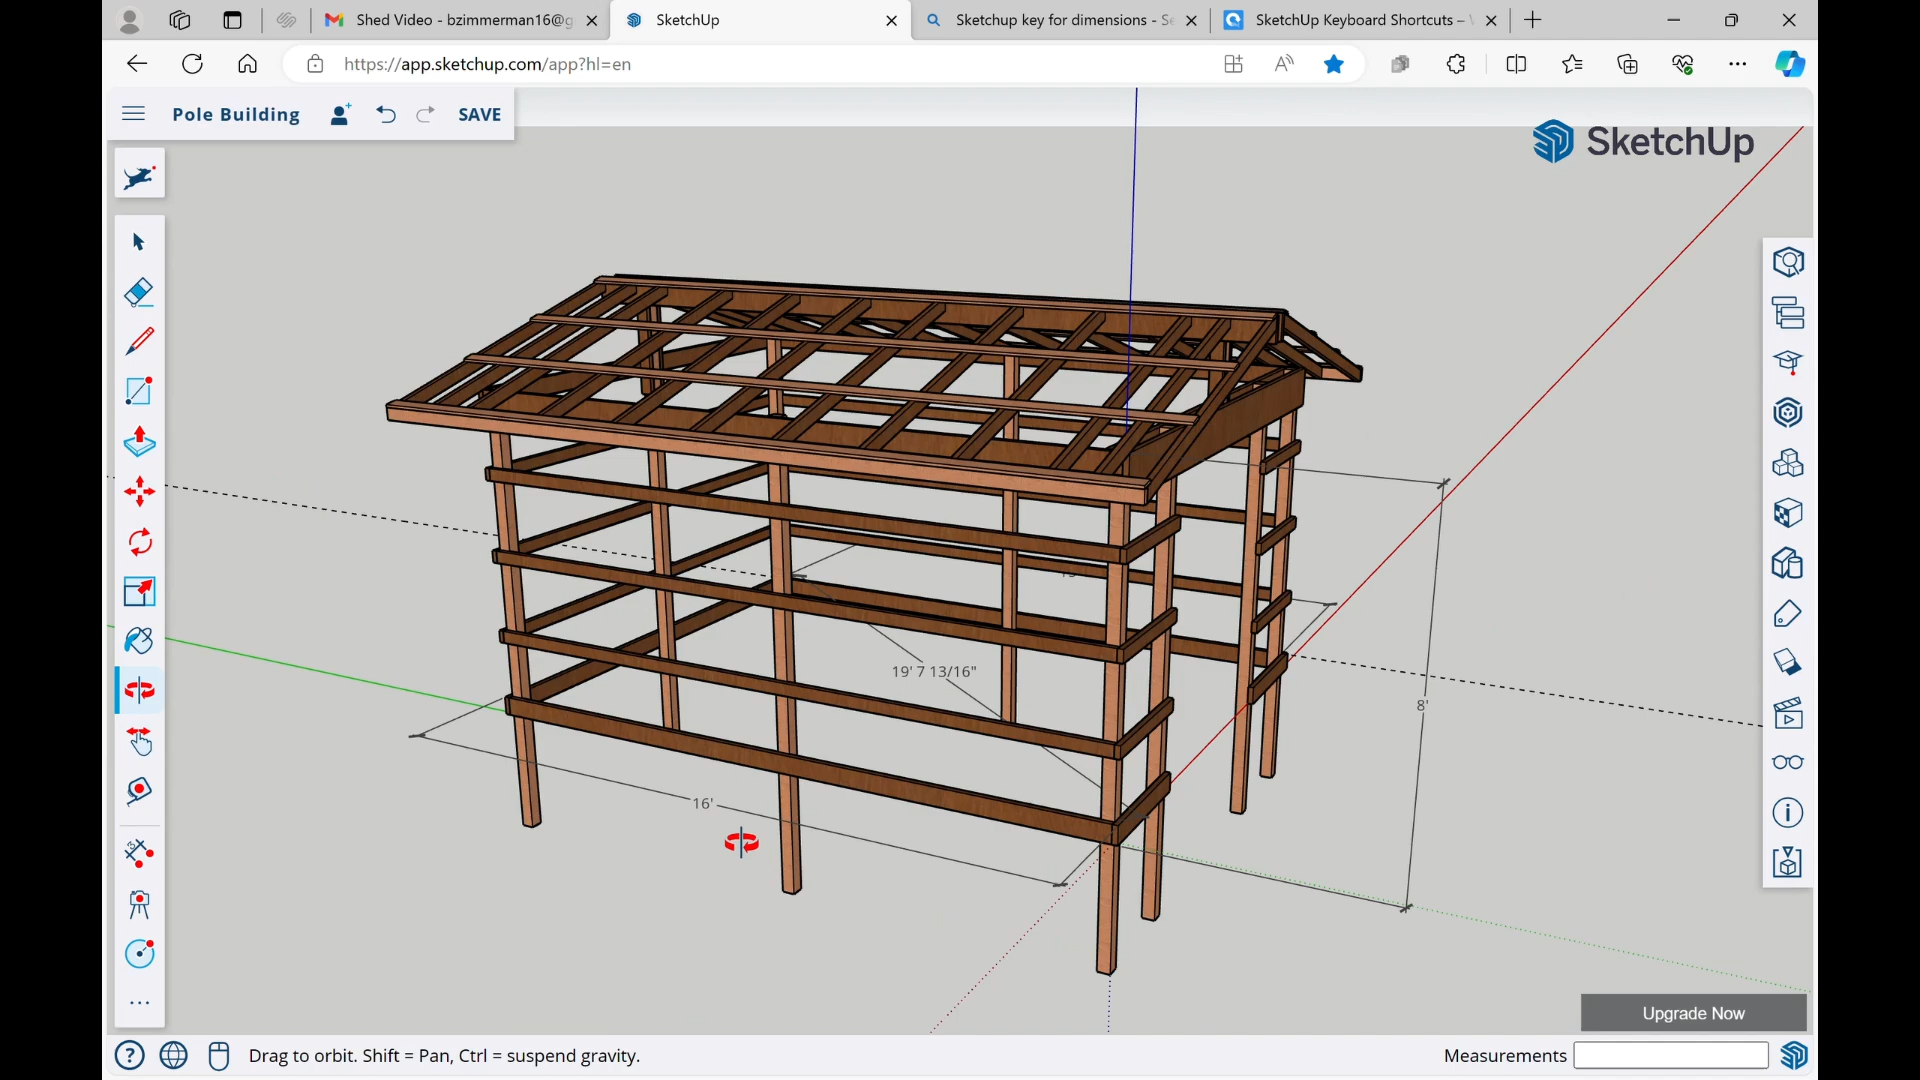 Shed Video - bzimmerman16@g
SketchUp
Sketchup key for dimensions - Se
SketchUp Keyboard Shortcuts –
https://app.sketchup.com/app?hl=en
Pole Building
SAVE
SketchUp
19' 7 13/16"
8'
16'
Upgrade Now
Drag to orbit. Shift = Pan, Ctrl = suspend gravity.
Measurements